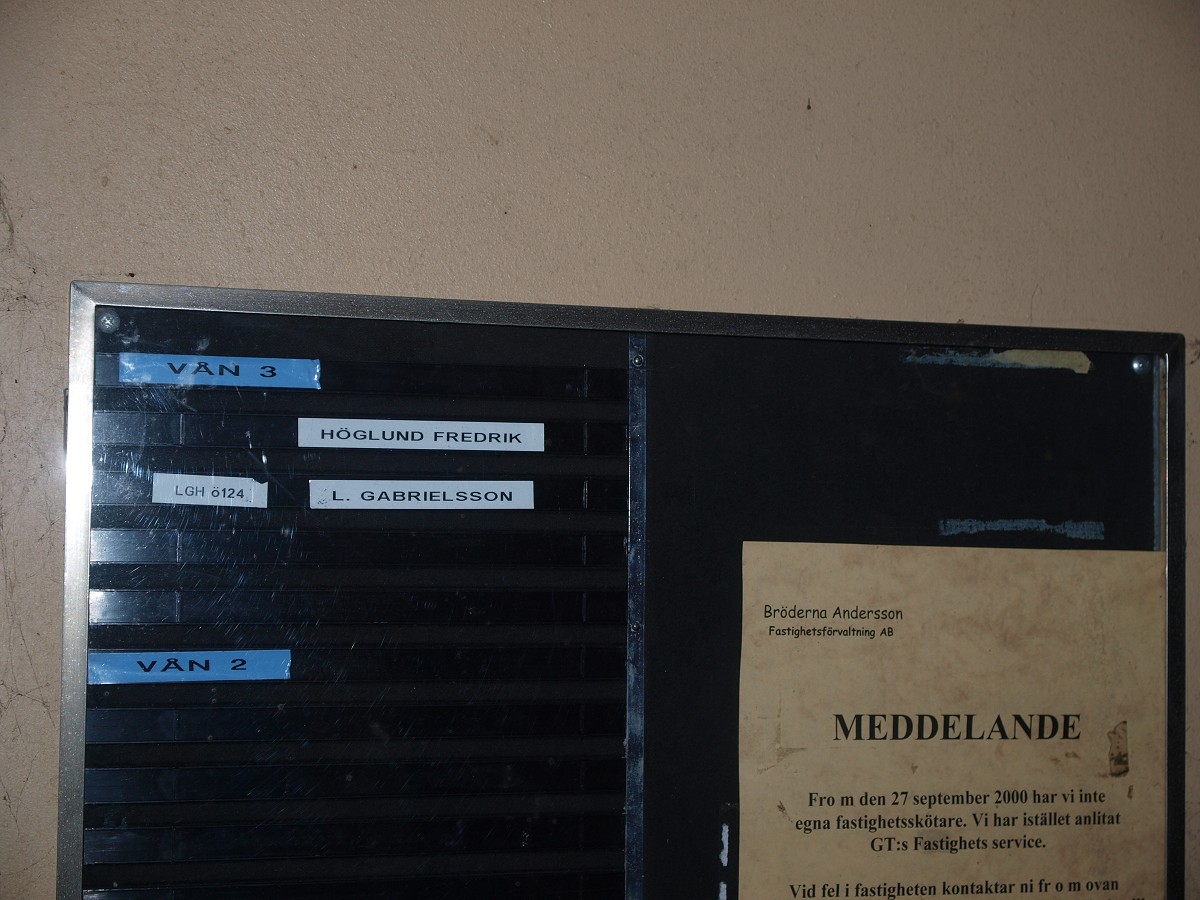 VÅN 3
HÖGLUND FREDRIK
LGH ö124
L. GABRIELSSON
VÅN 2
Bröderna Andersson
Fastighetsförvaltning AB
MEDDELANDE
Fro m den 27 september 2000 har vi inte
egna fastighetsskötare. Vi har istället anlitat
GT:s Fastighets service.
Vid fel i fastigheten kontaktar ni fr o m ovan